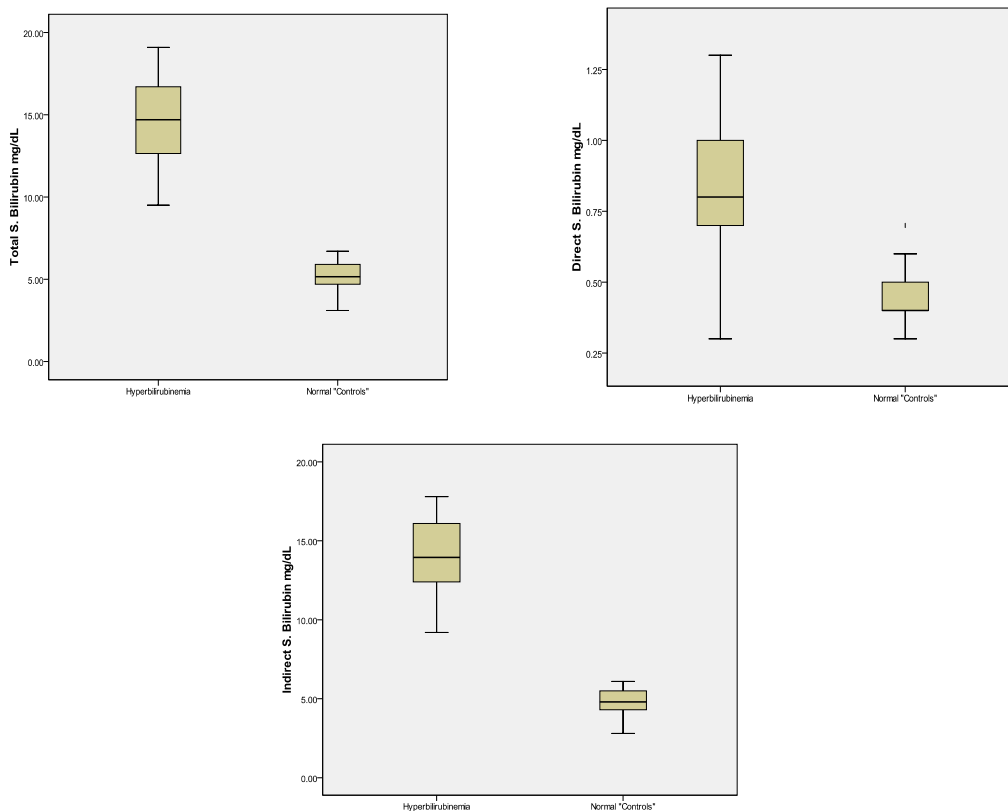 Total S. Bilirubin mg/dL
20.00
15.00
10.00
5.00
0.00
Hyperbilirubinemia Normal "Controls"
Direct S. Bilirubin mg/dL
1.25
1.00
0.75
0.50
0.25
Hyperbilirubinemia Normal "Controls"
Indirect S. Bilirubin mg/dL
20.00
15.00
10.00
5.00
0.00
Hyperbilirubinemia Normal "Controls"